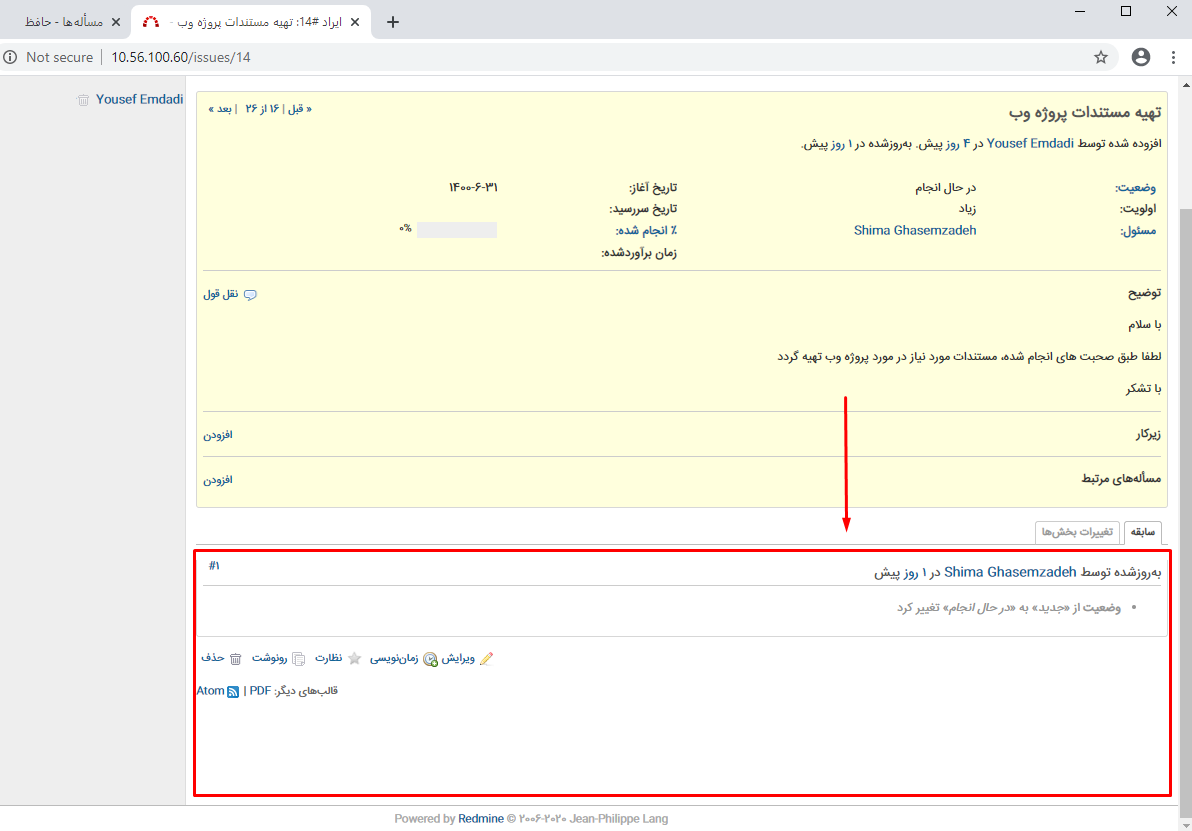 مسأله‌ها - حافظ
ایراد #14: تهیه مستندات پروژه وب -
Not secure | 10.56.100.60/issues/14
Yousef Emdadi
« قبل | ۱۶ از ۲۶ | بعد »
تهیه مستندات پروژه وب
افزوده شده توسط Yousef Emdadi در ۴ روز پیش. به‌روزشده در ۱ روز پیش.
وضعیت: در حال انجام
تاریخ آغاز: ۱۴۰۰-۶-۳۱
اولویت: زیاد
تاریخ سررسید:
مسئول: Shima Ghasemzadeh
٪ انجام شده: ۰%
زمان برآوردشده:
توضیح
نقل قول
با سلام
لطفا طبق صحبت های انجام شده، مستندات مورد نیاز در مورد پروژه وب تهیه گردد
با تشکر
زیرکار
افزودن
مسأله‌های مرتبط
افزودن
سابقه
تغییرات بخش‌ها
به‌روزشده توسط Shima Ghasemzadeh در ۱ روز پیش
#۱
• وضعیت از «جدید» به «در حال انجام» تغییر کرد
ویرایش زمان‌نویسی نظارت رونوشت حذف
قالب‌های دیگر: PDF | Atom
Powered by Redmine © ۲۰۰۶-۲۰۲۰ Jean-Philippe Lang